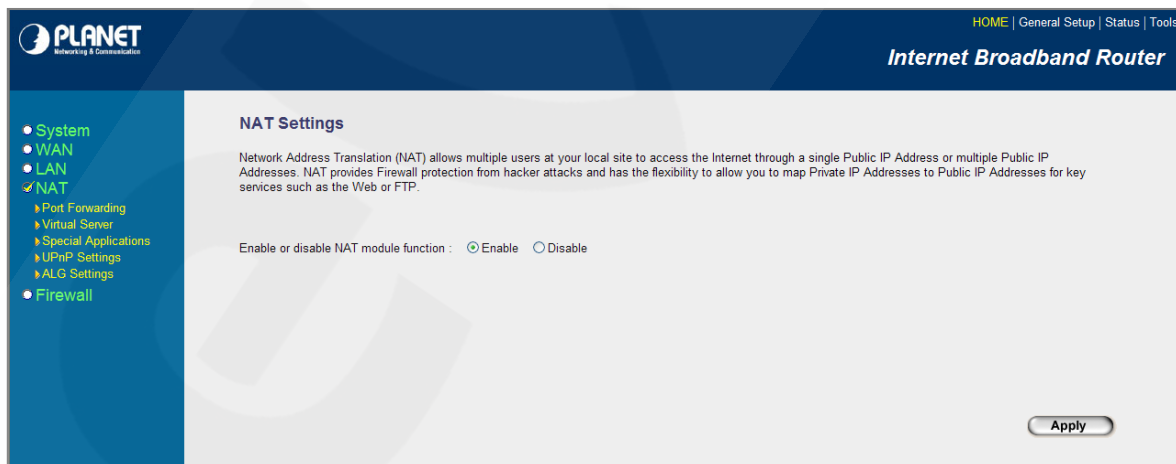 PLANET
Networking & Communication
HOME | General Setup | Status | Tools
Internet Broadband Router
System
WAN
LAN
NAT
Port Forwarding
Virtual Server
Special Applications
UPnP Settings
ALG Settings
Firewall
NAT Settings
Network Address Translation (NAT) allows multiple users at your local site to access the Internet through a single Public IP Address or multiple Public IP
Addresses. NAT provides Firewall protection from hacker attacks and has the flexibility to allow you to map Private IP Addresses to Public IP Addresses for key
services such as the Web or FTP.
Enable or disable NAT module function : Enable Disable
Apply